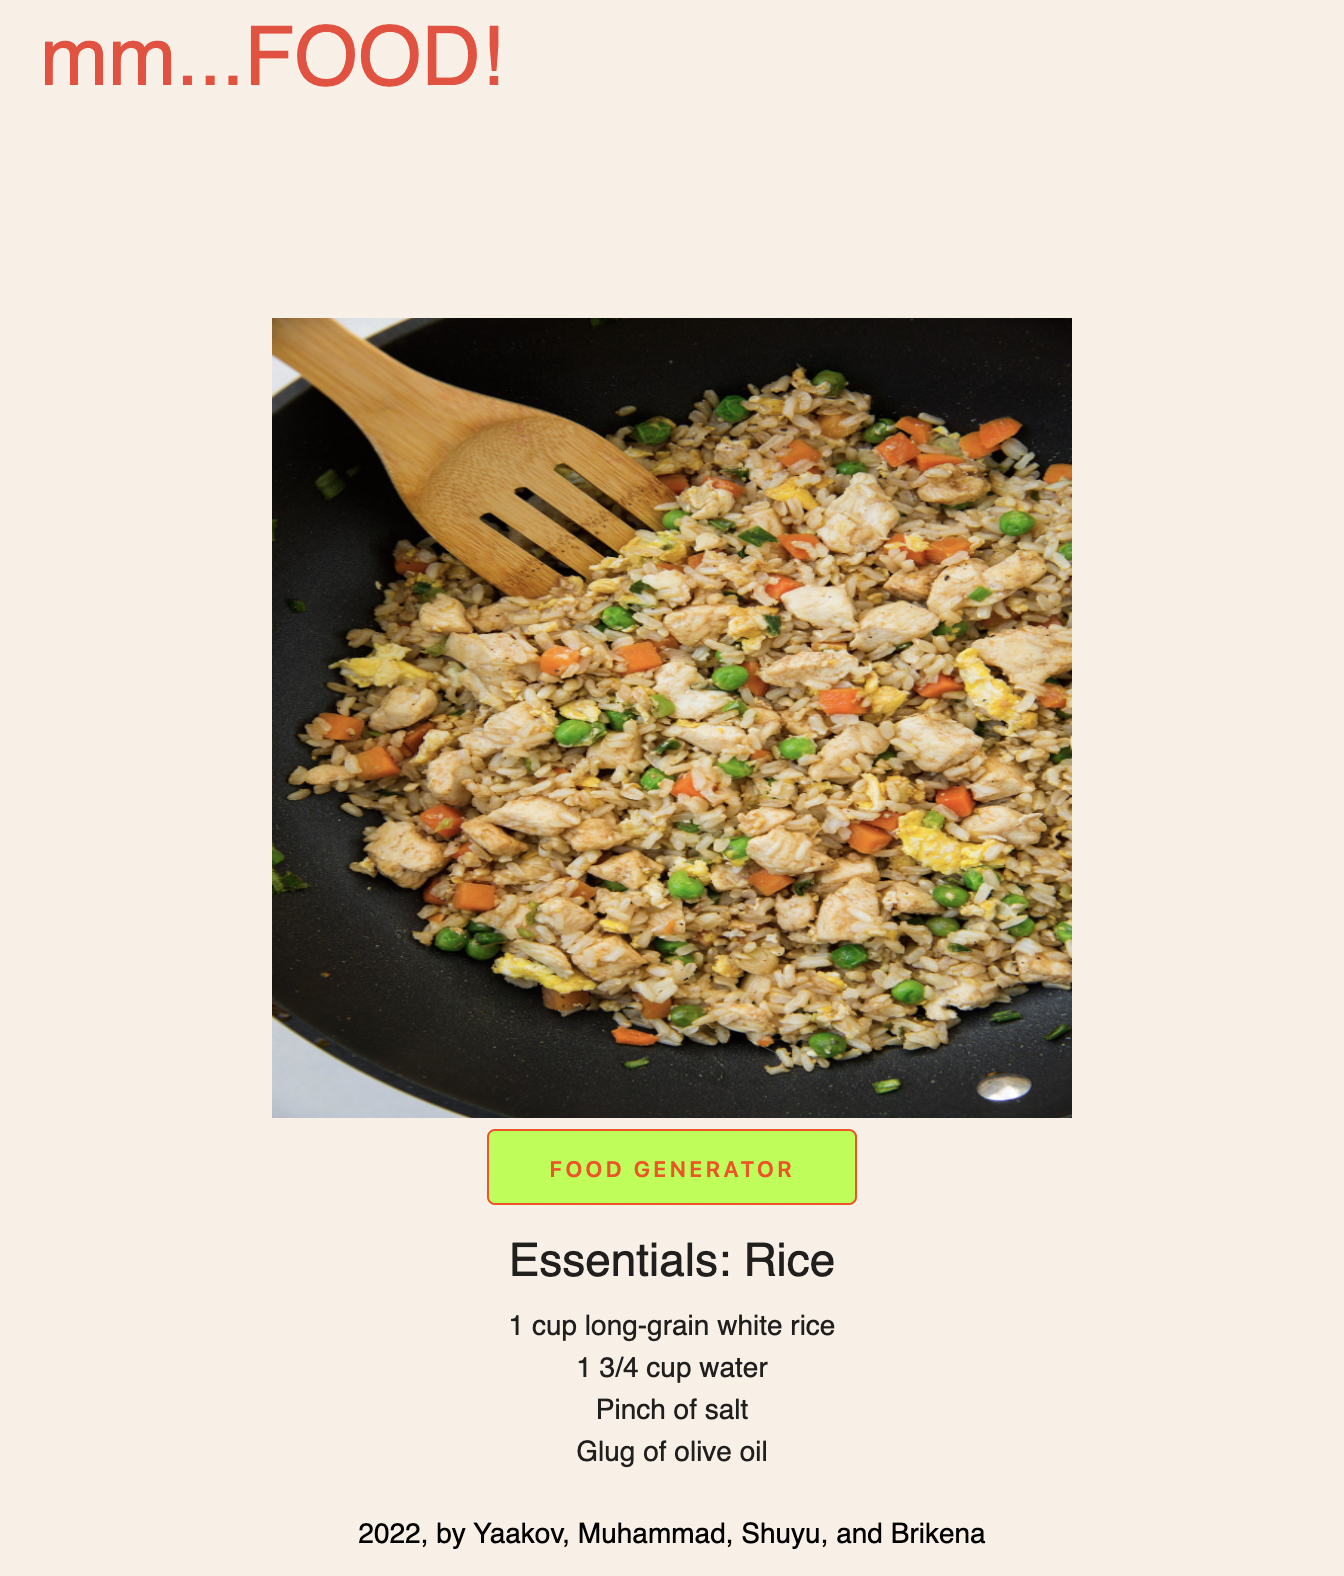 mm...FOOD!
FOOD GENERATOR
Essentials: Rice
1 cup long-grain white rice
1 3/4 cup water
Pinch of salt
Glug of olive oil
2022, by Yaakov, Muhammad, Shuyu, and Brikena